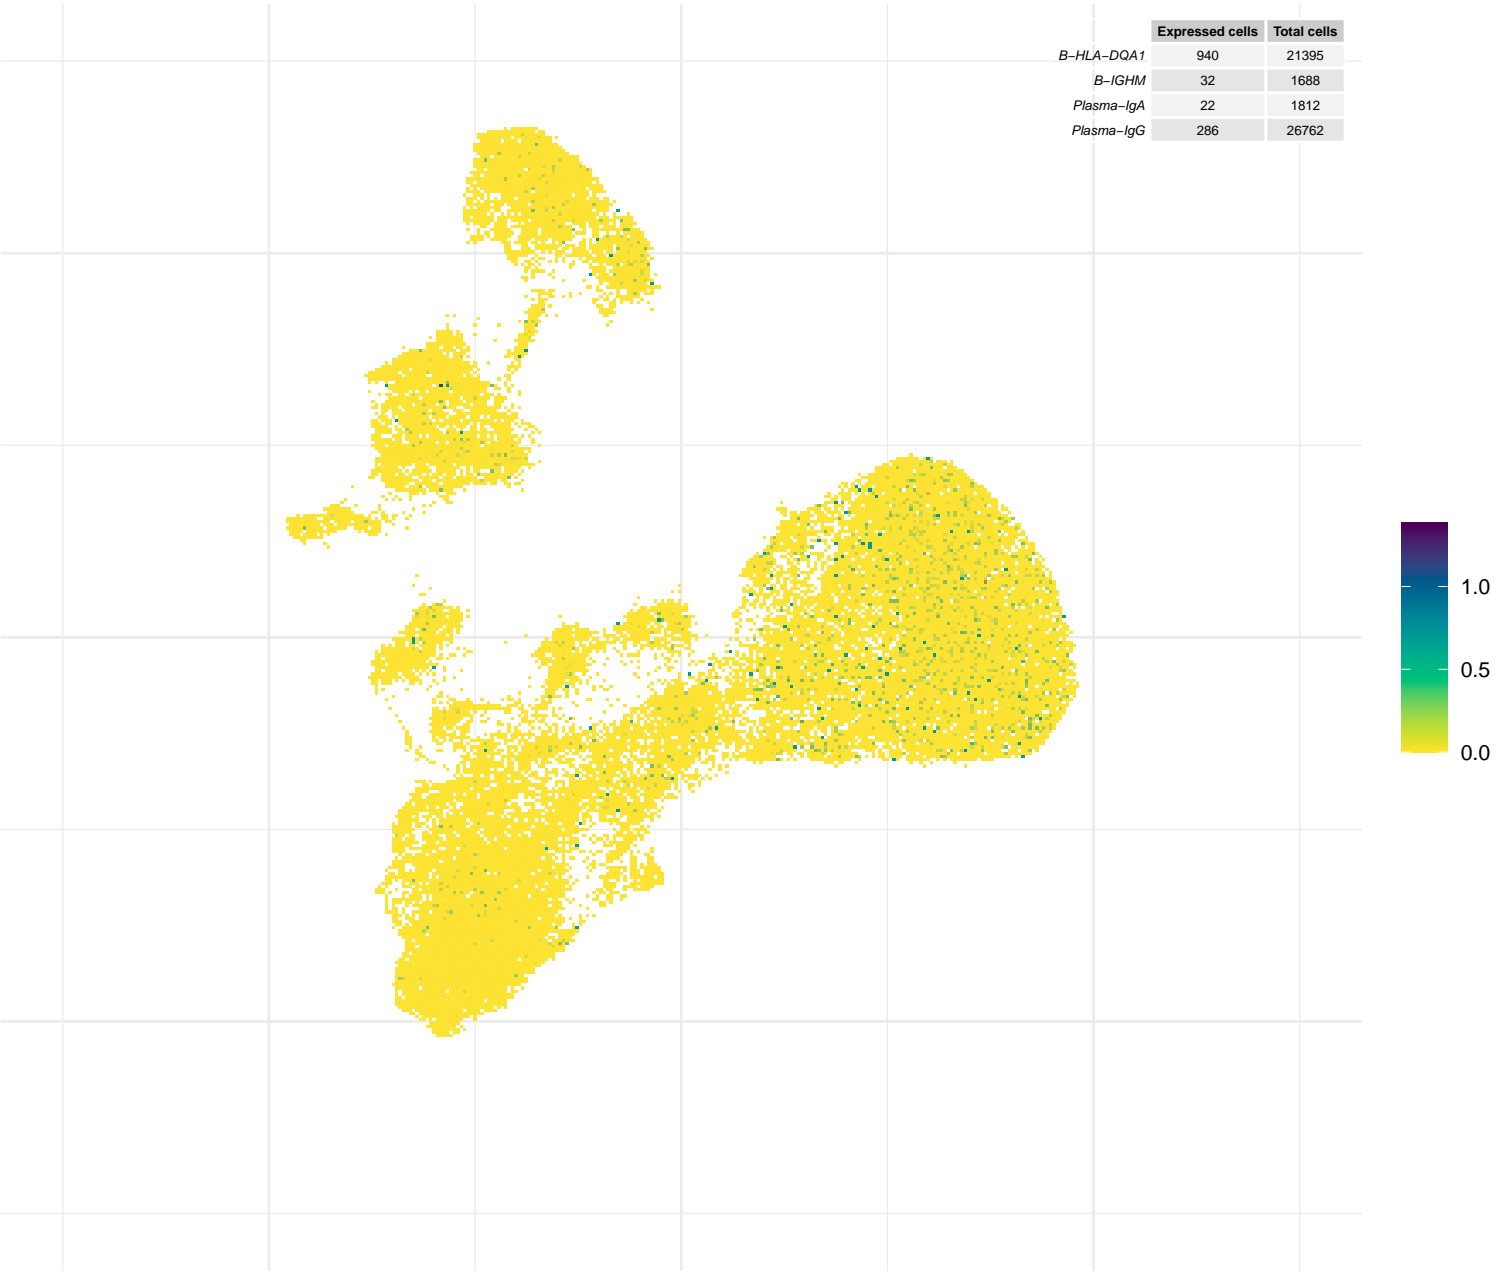 Expressed cells Total cells
B−HLA−DQA1 940 21395
B−IGHM 32 1688
Plasma−IgA 22 1812
Plasma−IgG 286 26762
1.0
0.5
0.0